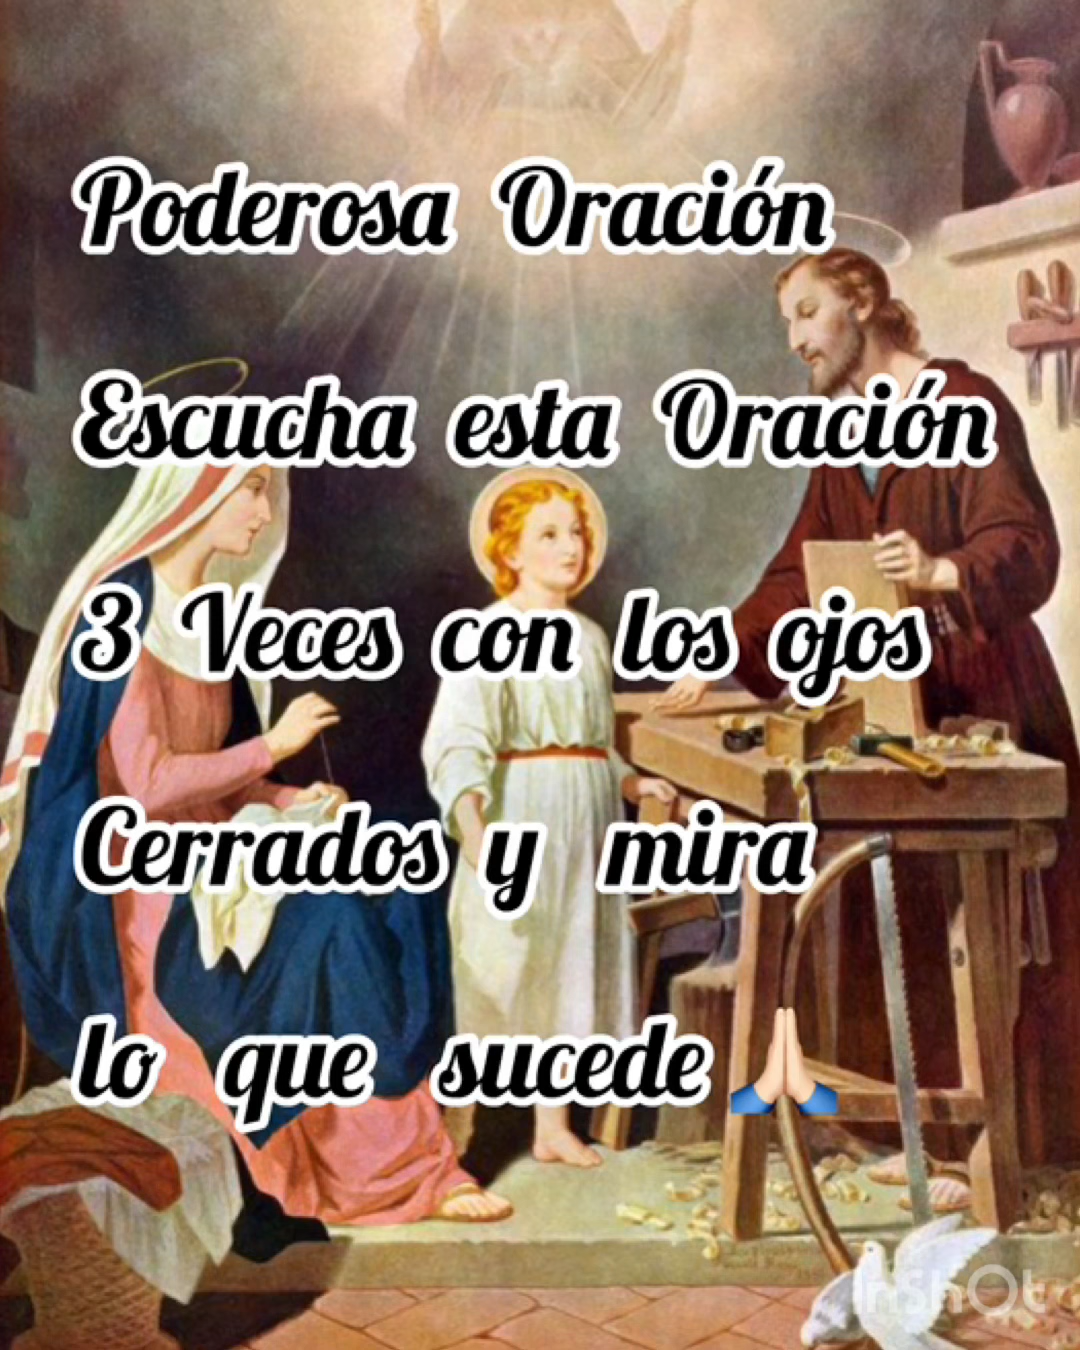 Poderosa Oración
Escucha esta Oración
3 Veces con los ojos
Cerrados y mira
lo que sucede 🙏🏻
InShOt